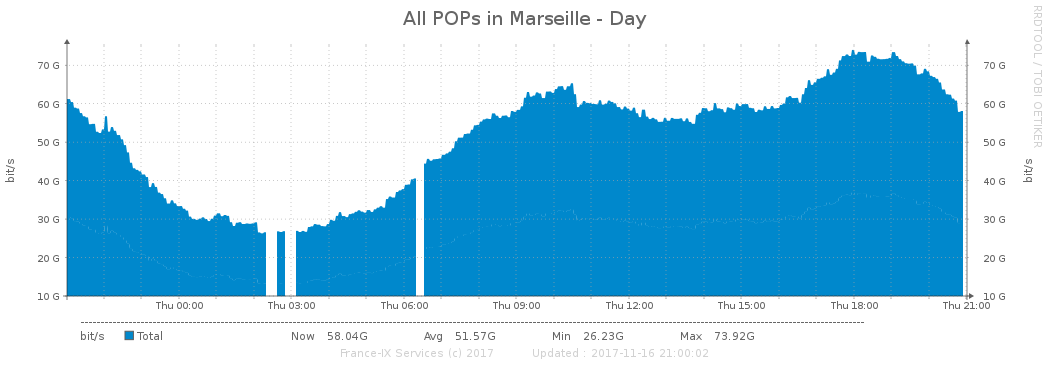 All POPs in Marseille - Day
RRDTOOL / TOBI OETIKER
bit/s
70 G
60 G
50 G
40 G
30 G
20 G
10 G
70 G
60 G
50 G
40 G
30 G
20 G
10 G
bit/s
Thu 00:00 Thu 03:00 Thu 06:00 Thu 09:00 Thu 12:00 Thu 15:00 Thu 18:00 Thu 21:00
bit/s Total Now 58.04G Avg 51.57G Min 26.23G Max 73.92G
France-IX Services (c) 2017 Updated : 2017-11-16 21:00:02